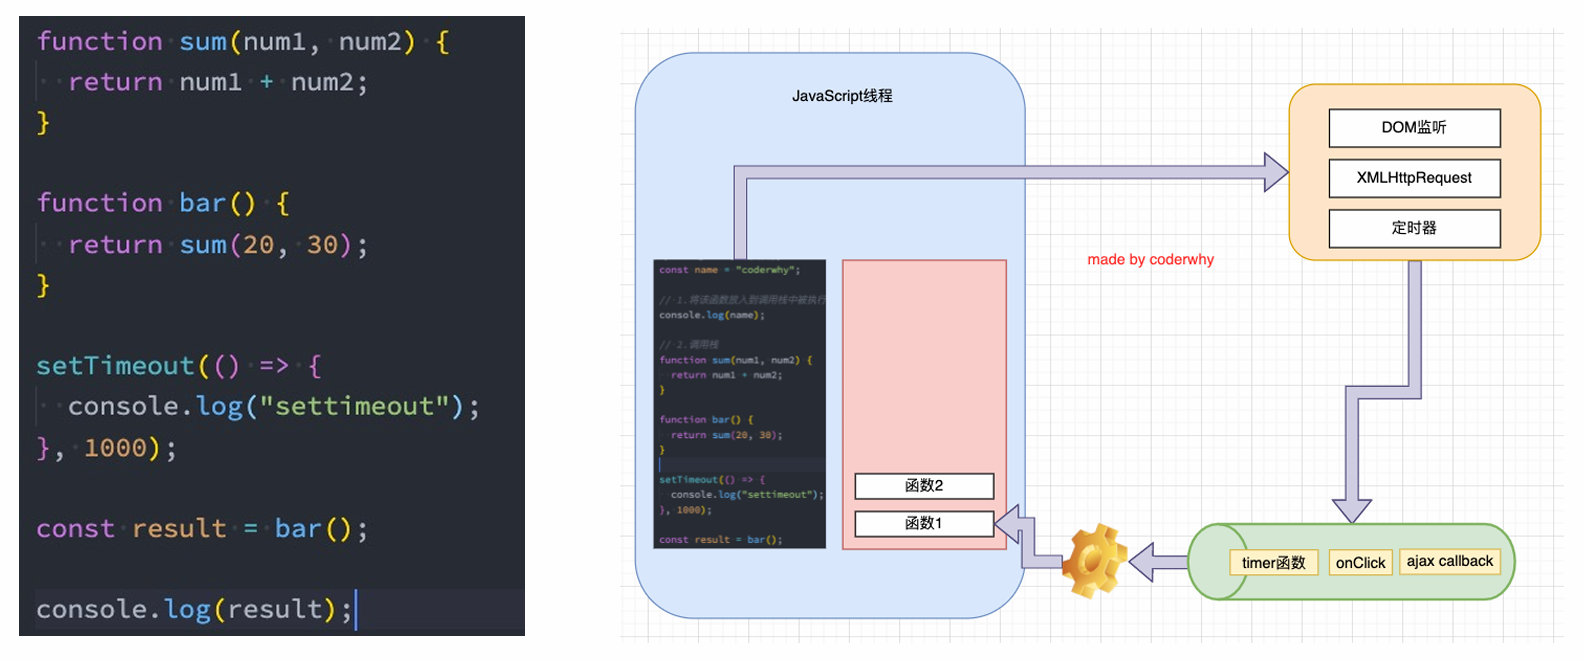 function sum(num1, num2) {
return num1 + num2;
}
function bar() {
return sum(20, 30);
}
setTimeout(() => {
console.log("settimeout");
}, 1000);
const result = bar();
console.log(result);
JavaScript线程
const name = "coderwhy";
// 1.将该函数放入到调用栈中被执行
console.log(name);
// 2.调用栈
function sum(num1, num2) {
return num1 + num2;
}
function bar() {
return sum(20, 30);
}
setTimeout(() => {
console.log("settimeout");
}, 1000);
const result = bar();
函数2
函数1
made by coderwhy
DOM监听
XMLHttpRequest
定时器
timer函数
onClick
ajax callback